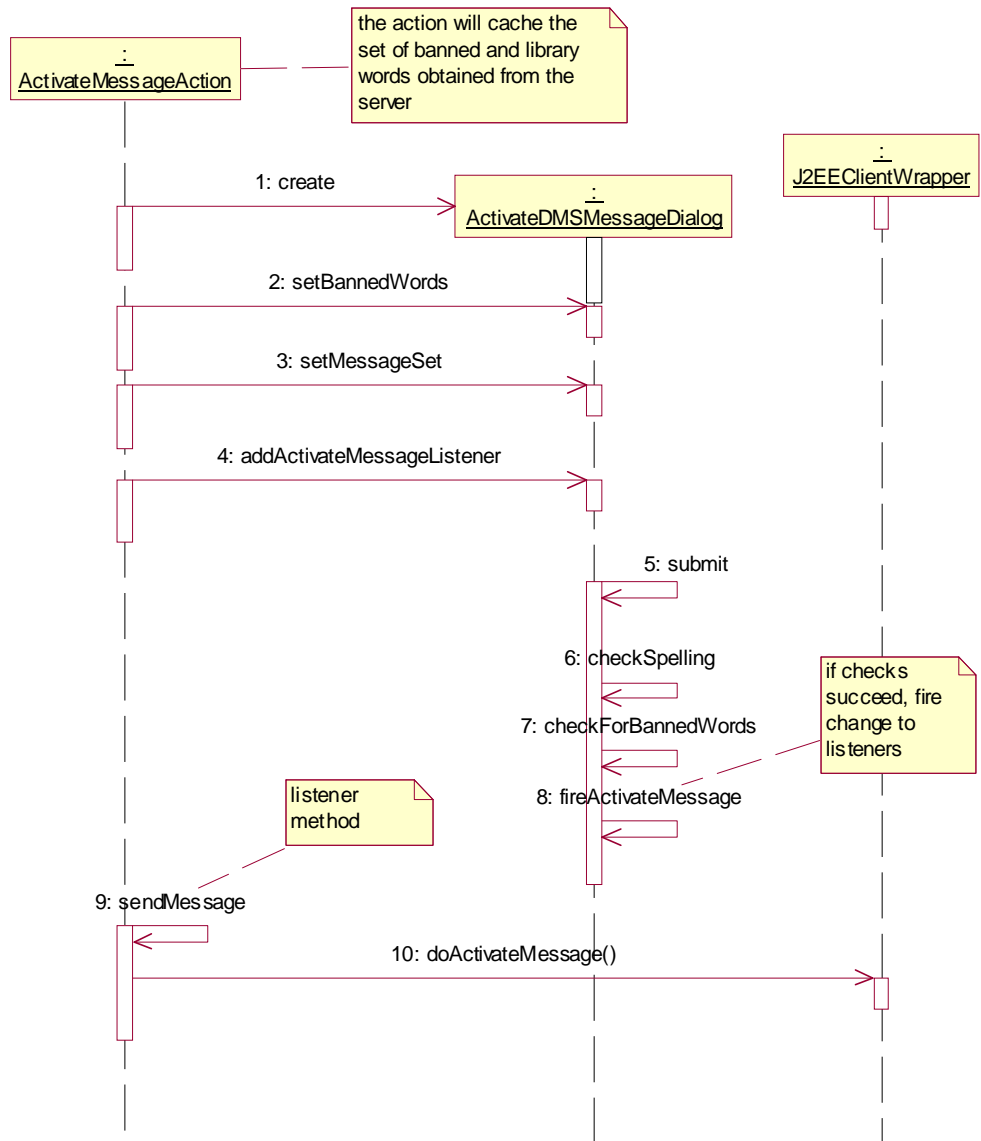 the action will cache the
set of banned and library
words obtained from the
server
:
ActivateMessageAction
:
J2EEClientWrapper
1: create
:
ActivateDMSMessageDialog
2: setBannedWords
3: setMessageSet
4: addActivateMessageListener
5: submit
6: checkSpelling
if checks
succeed, fire
change to
listeners
7: checkForBannedWords
8: fireActivateMessage
listener
method
9: sendMessage
10: doActivateMessage()